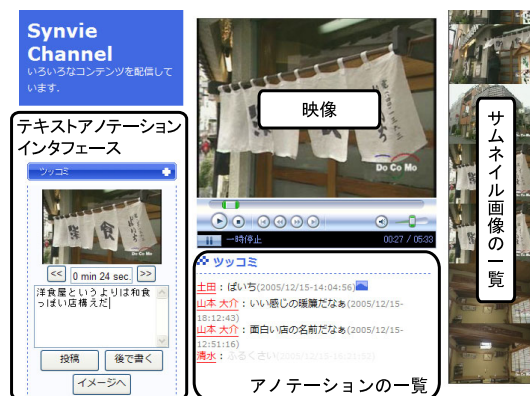 Synvie
Channel
いろいろなコンテンツを配信して
います.
テキストアノテーション
インタフェース
ツッコミ
<< 0 min 24 sec. >>
洋食屋というよりは和食
っぽい店構えだ
投稿 後で書く
イメージへ
映像
Do Co Mo
一時停止 00:27 / 05:33
ツッコミ
土田：ぱいち(2005/12/15-14:04:56)
山本 大介：いい感じの暖簾だなぁ(2005/12/15-
18:12:43)
山本 大介：面白い店の名前だなぁ(2005/12/15-
12:51:16)
清水：ふるくさい
アノテーションの一覧
サムネイル画像の一覧